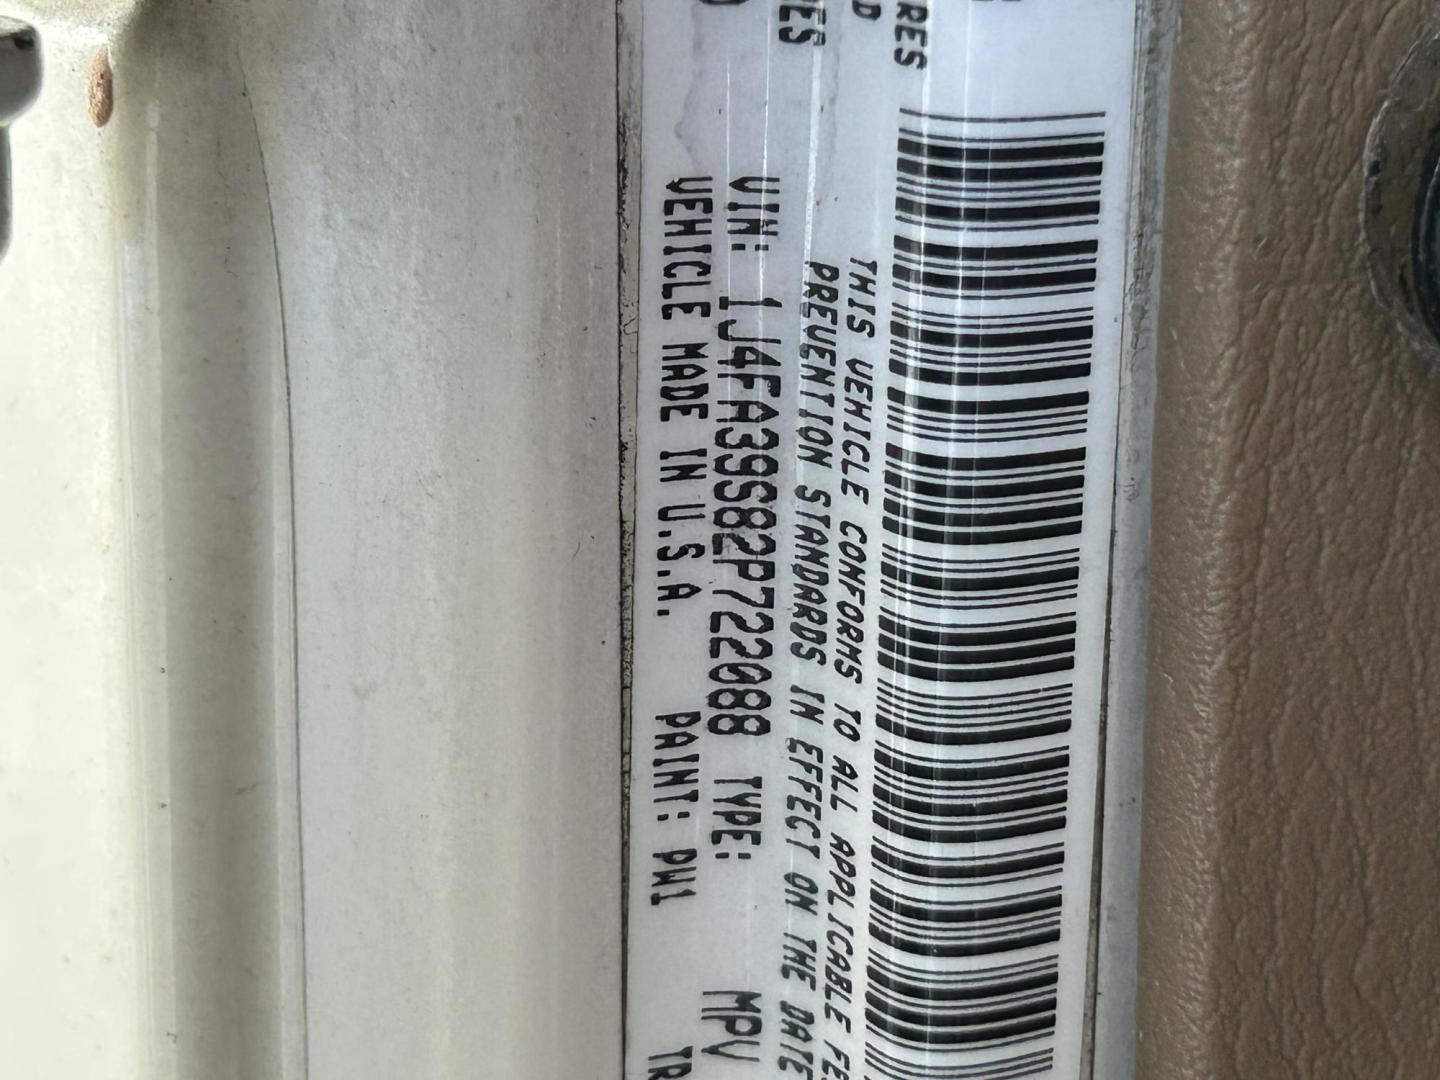 RES
D
THIS VEHICLE CONFORMS TO ALL APPLICABLE FE
PREVENTION STANDARDS IN EFFECT ON THE DATE
VIN: 1J4FA39S82P722088 TYPE: MPV
VEHICLE MADE IN U.S.A. PAINT: PW1 TR